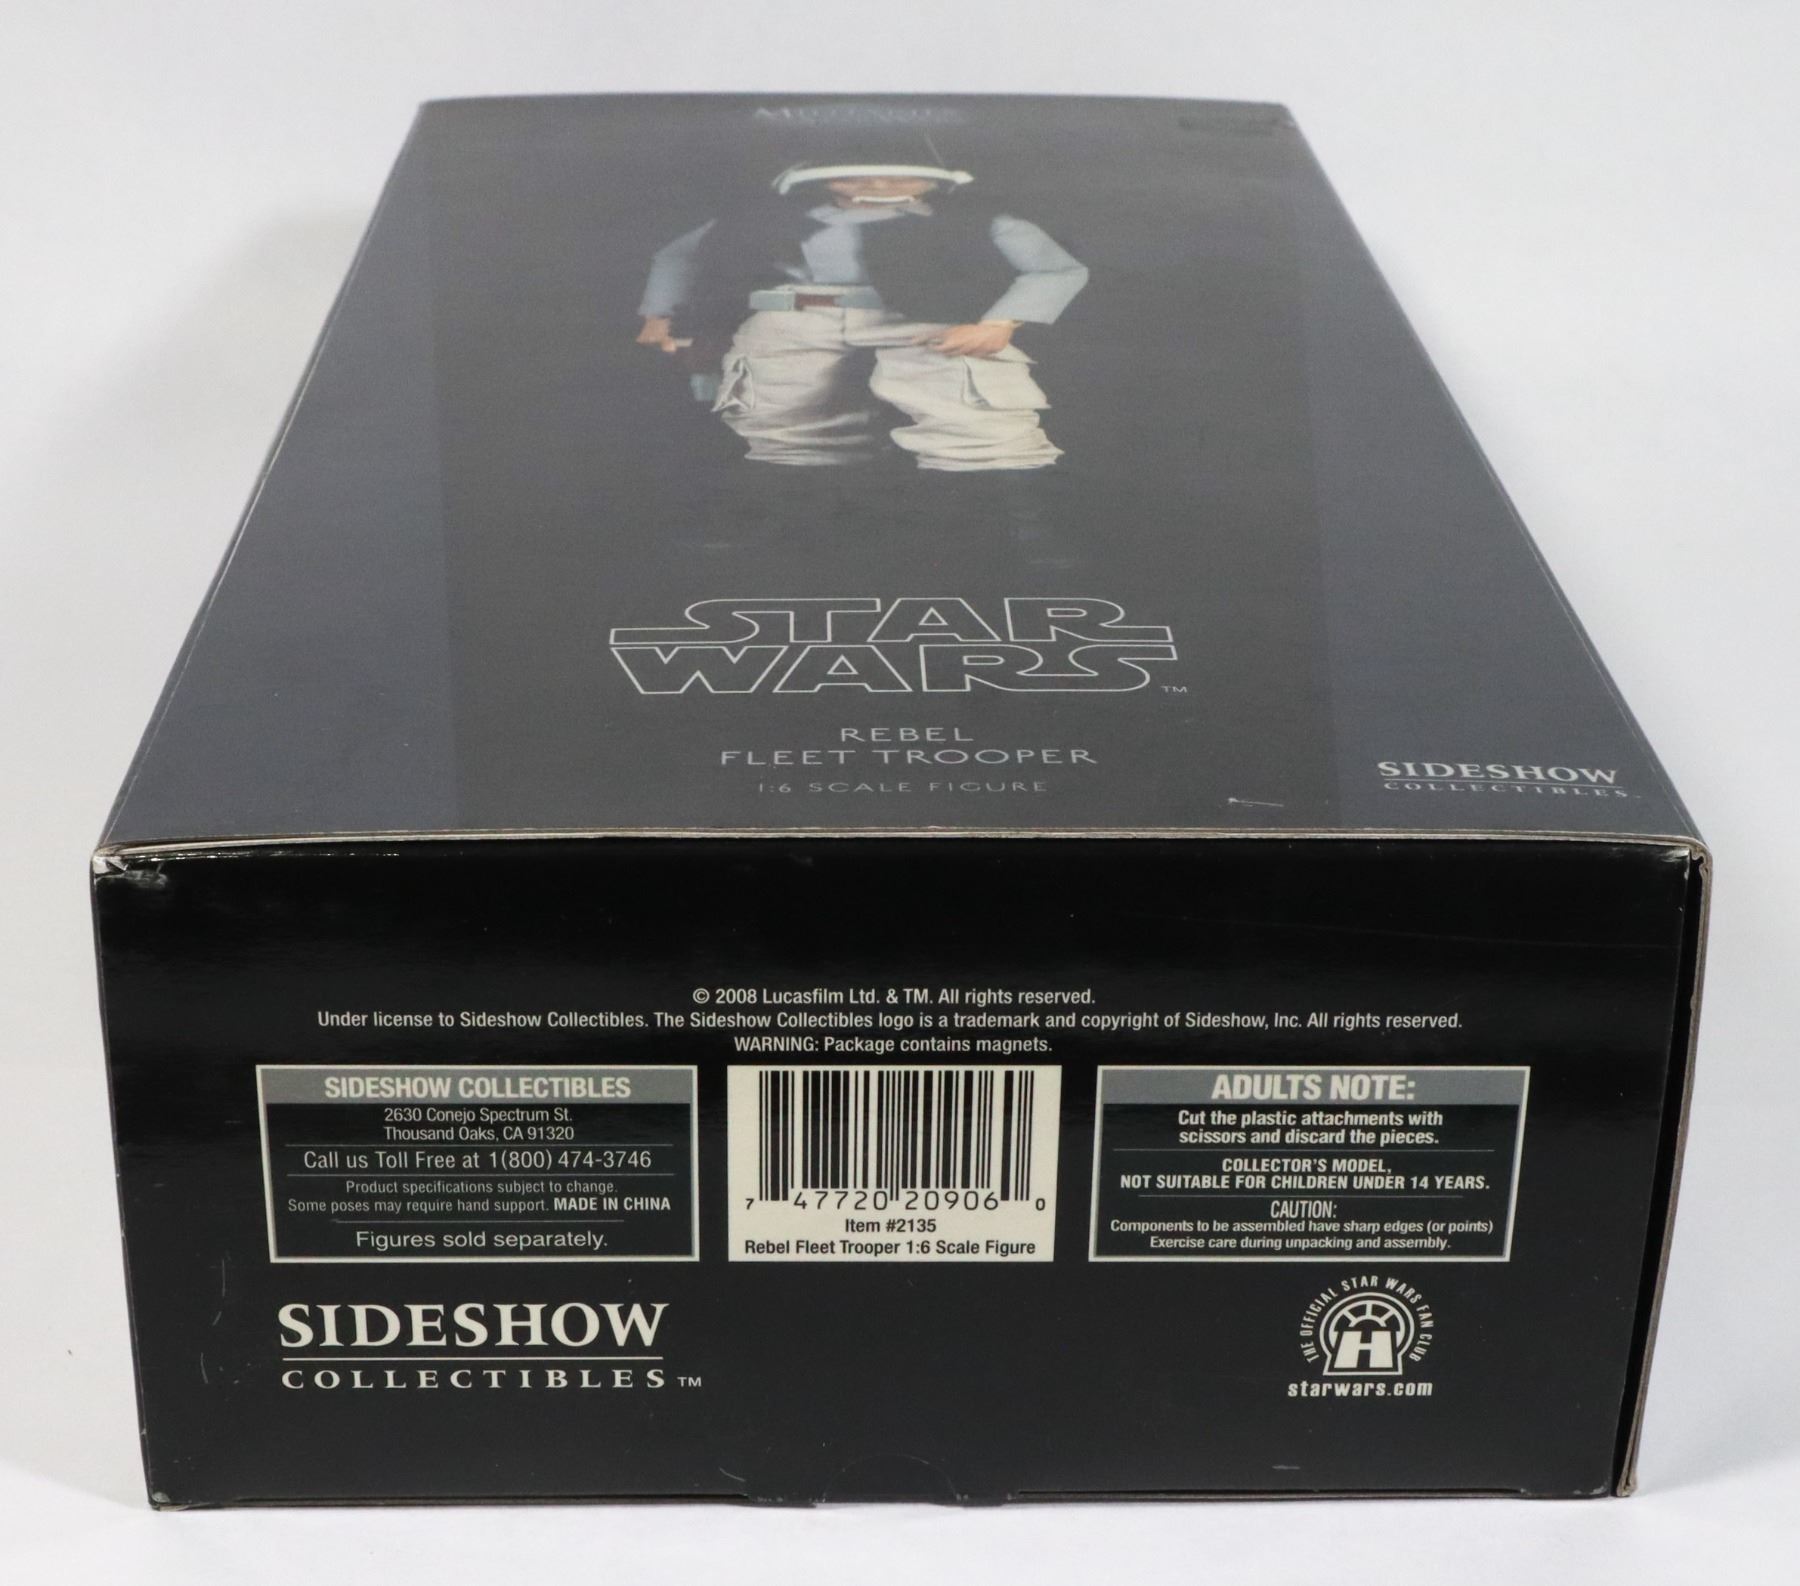 STAR
WARS™
REBEL
FLEET TROOPER
1:6 SCALE FIGURE
SIDESHOW
COLLECTIBLES™
© 2008 Lucasfilm Ltd. & TM. All rights reserved.
Under license to Sideshow Collectibles. The Sideshow Collectibles logo is a trademark and copyright of Sideshow, Inc. All rights reserved.
WARNING: Package contains magnets.
SIDESHOW COLLECTIBLES
2630 Conejo Spectrum St.
Thousand Oaks, CA 91320
Call us Toll Free at 1(800) 474-3746
Product specifications subject to change.
Some poses may require hand support. MADE IN CHINA
Figures sold separately.
7 47720 20906 0
Item #2135
Rebel Fleet Trooper 1:6 Scale Figure
ADULTS NOTE:
Cut the plastic attachments with
scissors and discard the pieces.
COLLECTOR'S MODEL,
NOT SUITABLE FOR CHILDREN UNDER 14 YEARS.
CAUTION:
Components to be assembled have sharp edges (or points)
Exercise care during unpacking and assembly.
SIDESHOW
COLLECTIBLES™
THE OFFICIAL STAR WARS FAN CLUB
H
starwars.com